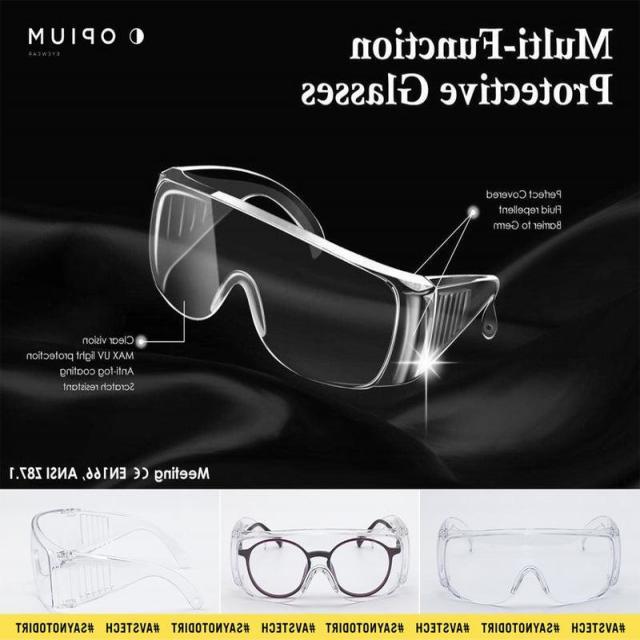 OPIUM
EYEWEAR
Multi-Function
Protective Glasses
Perfect Covered
Fluid repellent
Barrier to Germ
Clear vision
MAX UV light protection
Anti-fog coating
Scratch resistant
Meeting CE EN166, ANSI Z87.1
#AVSTECH #SAYNOTODIRT #AVSTECH #SAYNOTODIRT #AVSTECH #SAYNOTODIRT #AVSTECH #SAYNOTODIRT